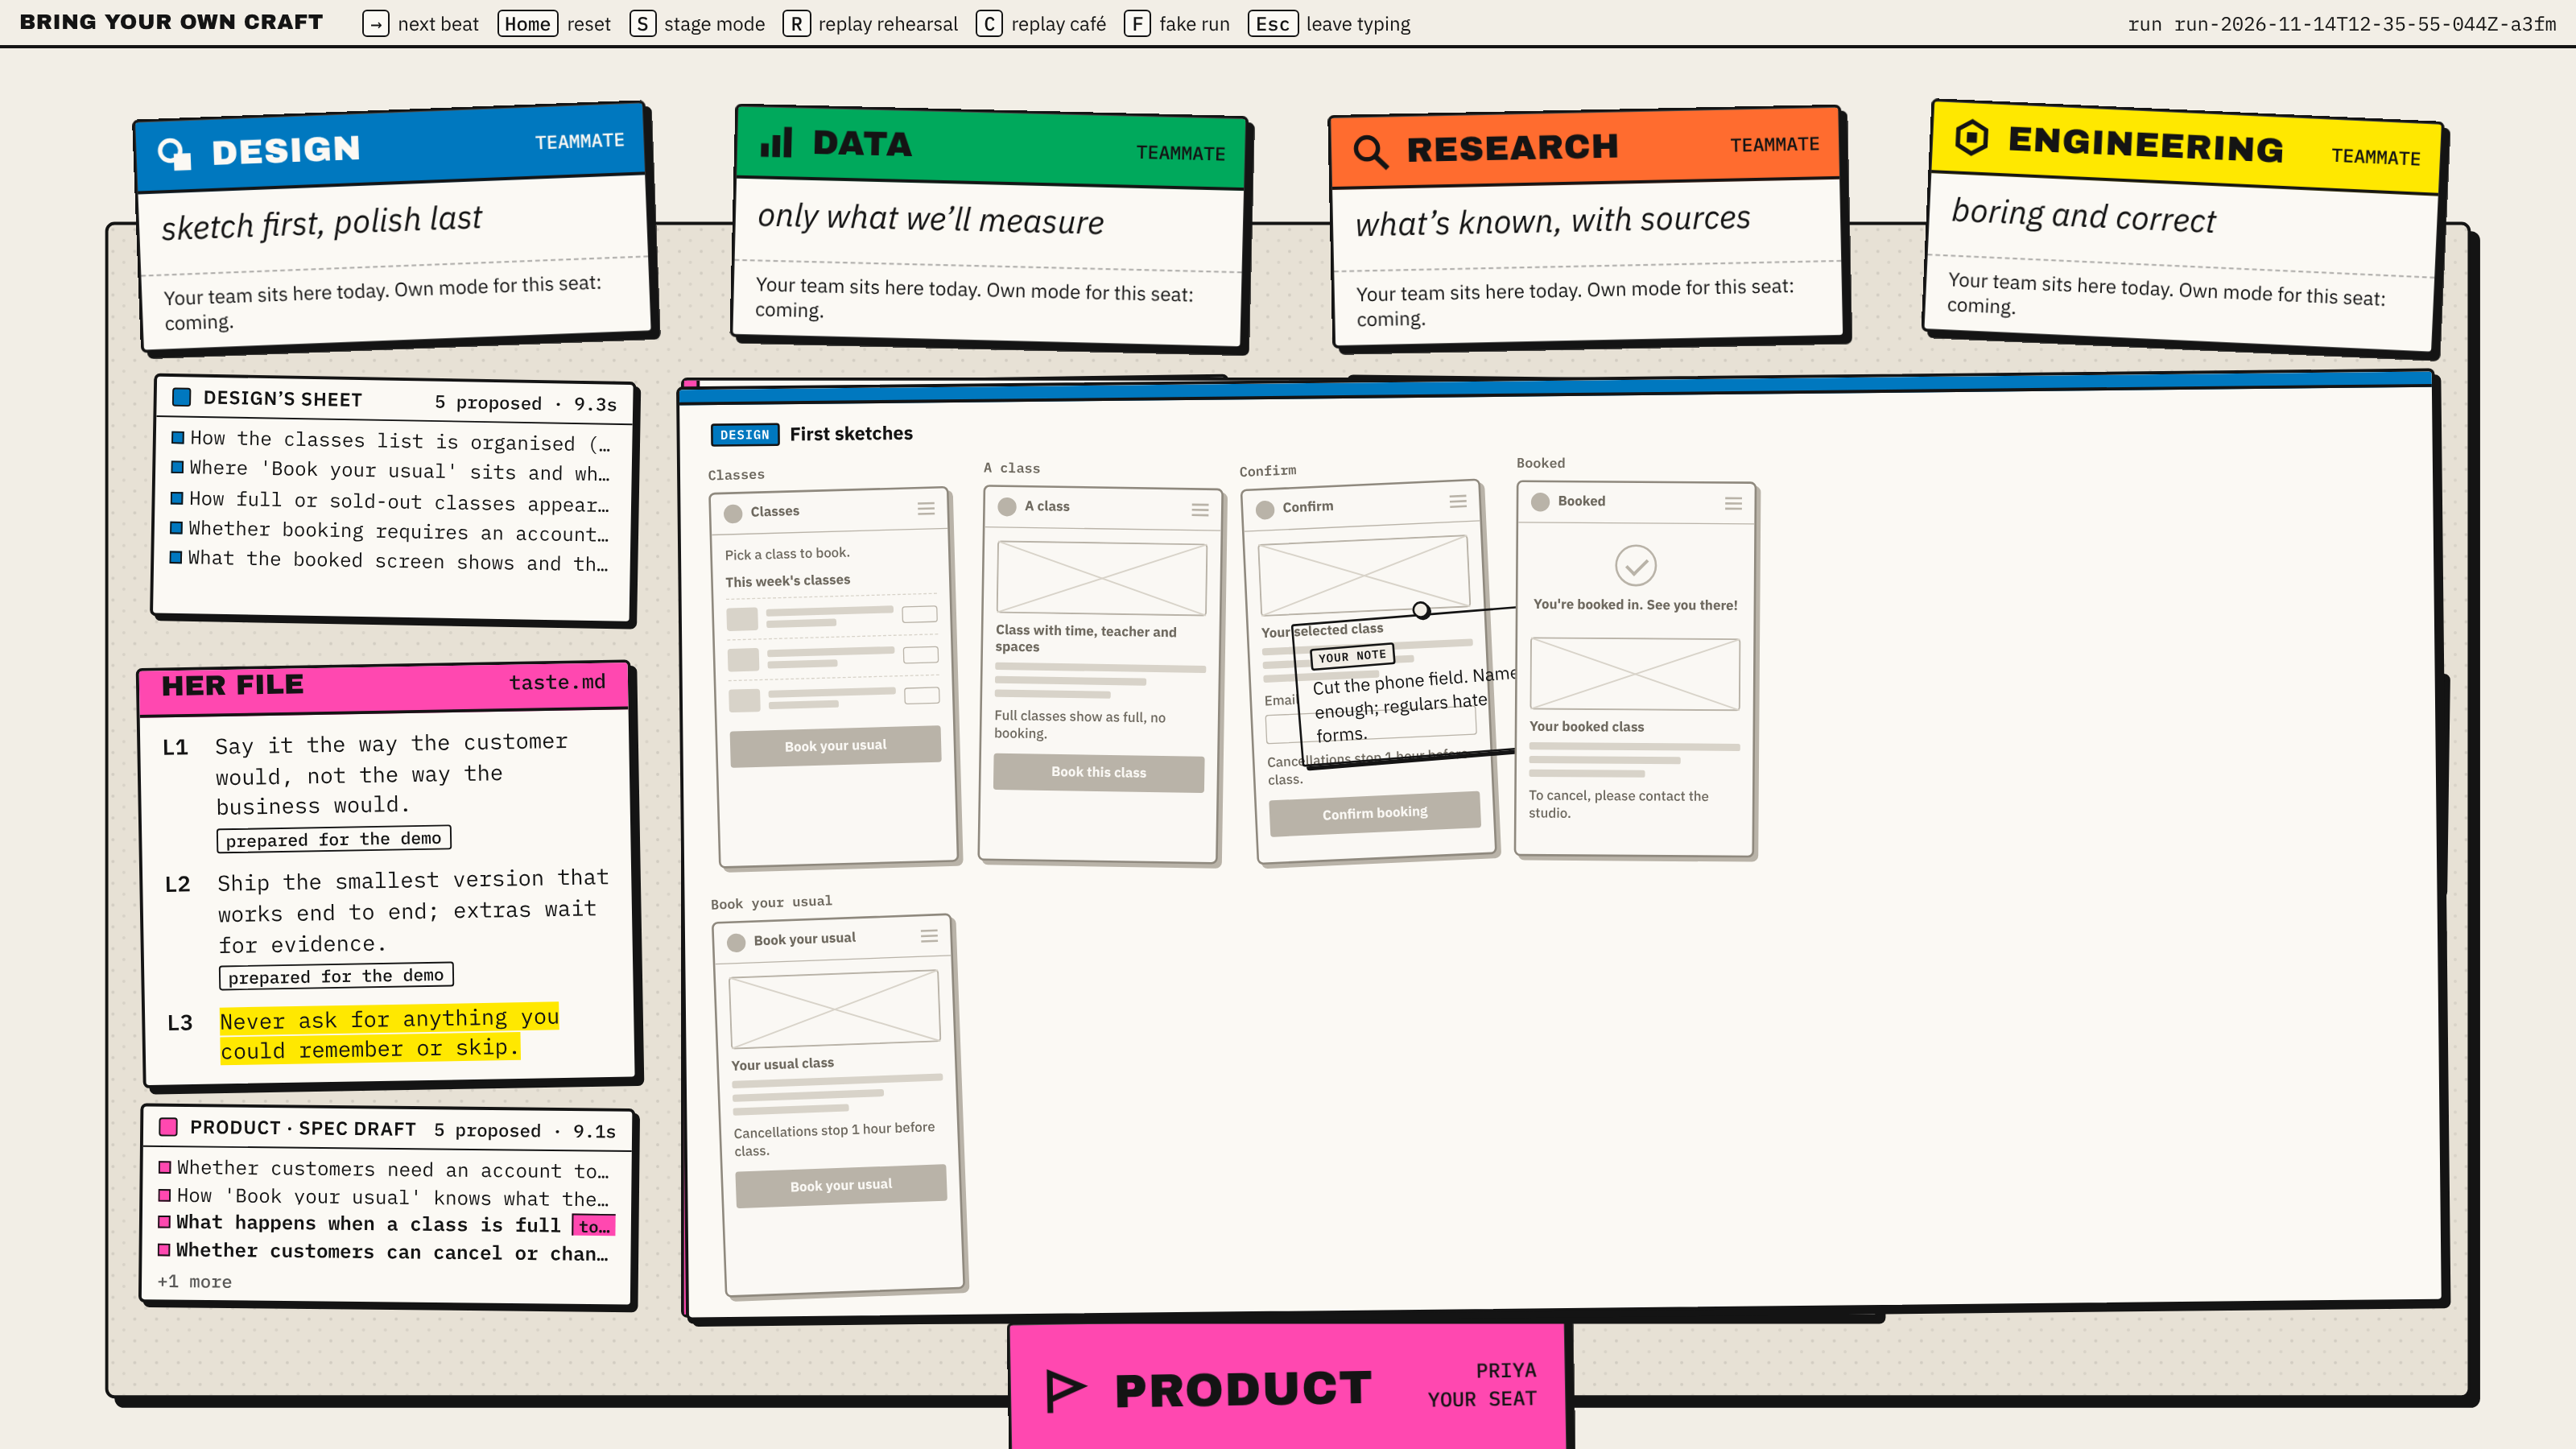 BRING YOUR OWN CRAFT → next beat Home reset S stage mode R replay rehearsal C replay café F fake run Esc leave typing run run-2026-11-14T12-35-55-044Z-a3fm
DESIGN TEAMMATE
sketch first, polish last
Your team sits here today. Own mode for this seat:
coming.
DATA TEAMMATE
only what we’ll measure
Your team sits here today. Own mode for this seat:
coming.
RESEARCH TEAMMATE
what’s known, with sources
Your team sits here today. Own mode for this seat:
coming.
ENGINEERING TEAMMATE
boring and correct
Your team sits here today. Own mode for this seat:
coming.
DESIGN’S SHEET 5 proposed · 9.3s
How the classes list is organised (…
Where 'Book your usual' sits and wh…
How full or sold-out classes appear…
Whether booking requires an account…
What the booked screen shows and th…
HER FILE taste.md
L1 Say it the way the customer
would, not the way the
business would.
prepared for the demo
L2 Ship the smallest version that
works end to end; extras wait
for evidence.
prepared for the demo
L3 Never ask for anything you
could remember or skip.
PRODUCT · SPEC DRAFT 5 proposed · 9.1s
Whether customers need an account to…
How 'Book your usual' knows what the…
What happens when a class is full to…
Whether customers can cancel or chan…
+1 more
DESIGN First sketches
Classes
Classes
Pick a class to book.
This week's classes
Book your usual
A class
A class
Class with time, teacher and
spaces
Full classes show as full, no
booking.
Book this class
Confirm
Confirm
Your selected class
Email
Cancellations stop 1 hour before
class.
Confirm booking
YOUR NOTE
Cut the phone field. Name
enough; regulars hate
forms.
Booked
Booked
You're booked in. See you there!
Your booked class
To cancel, please contact the
studio.
Book your usual
Book your usual
Your usual class
Cancellations stop 1 hour before
class.
Book your usual
PRODUCT PRIYA
YOUR SEAT